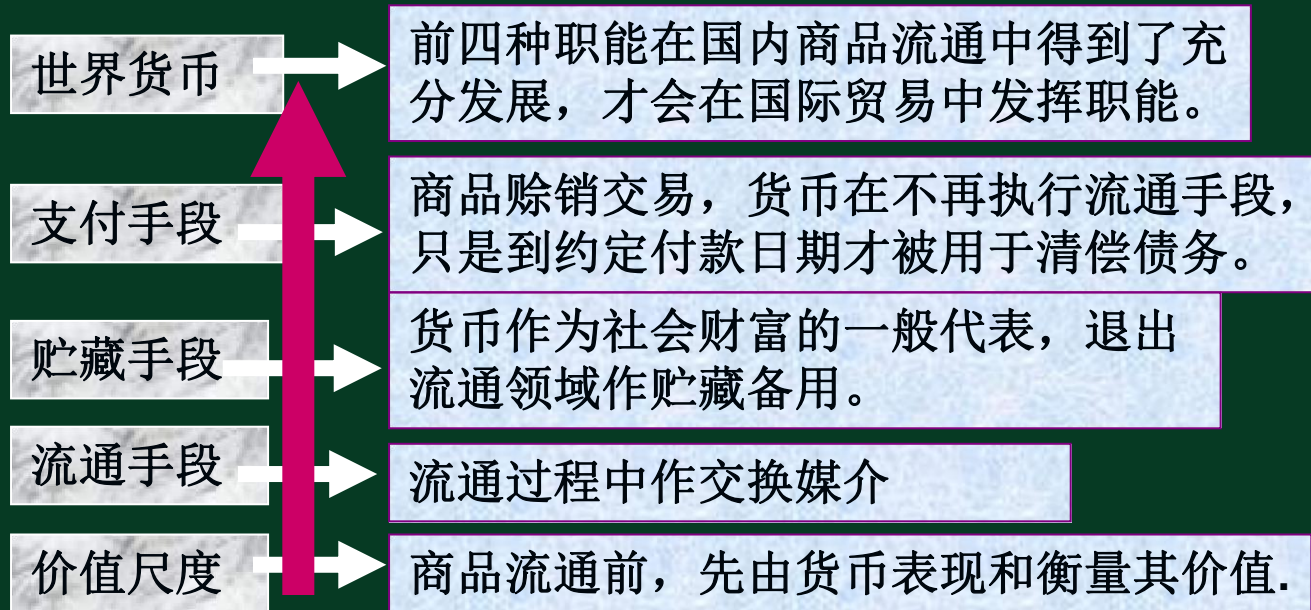 世界货币
前四种职能在国内商品流通中得到了充
分发展，才会在国际贸易中发挥职能。
支付手段
商品赊销交易，货币在不再执行流通手段，
只是到约定付款日期才被用于清偿债务。
贮藏手段
货币作为社会财富的一般代表，退出
流通领域作贮藏备用。
流通手段
流通过程中作交换媒介
价值尺度
商品流通前，先由货币表现和衡量其价值.